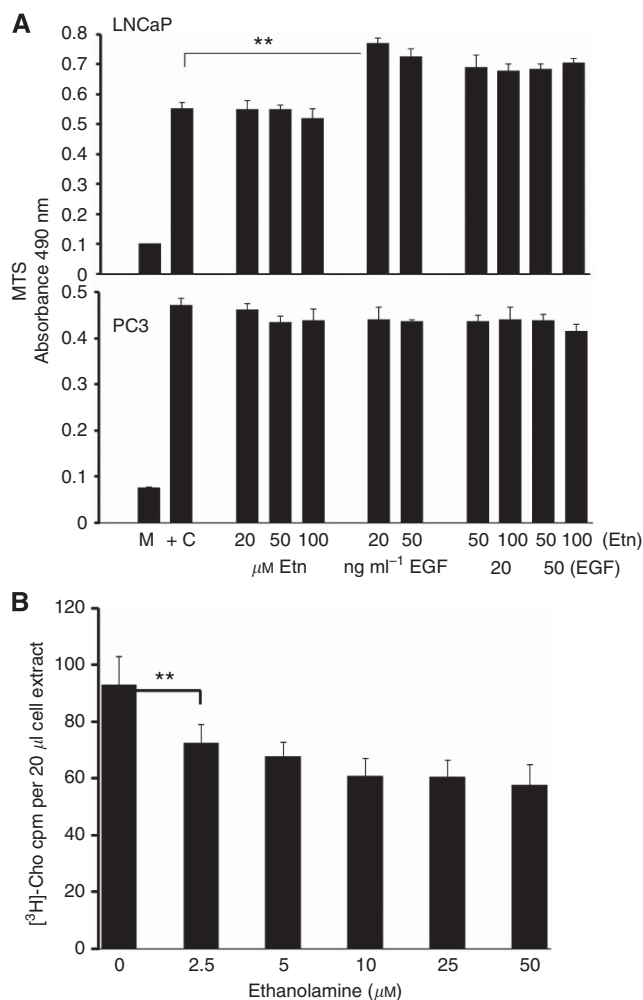 A
LNCaP
0.8
**
0.7
0.6
0.5
0.4
0.3
0.2
0.1
0
MTS
Absorbance 490 nm
0.5
PC3
0.4
0.3
0.2
0.1
0
M + C 20 50 100 20 50 50 100 50 100 (Etn)
μM Etn ng ml⁻¹ EGF 20 50 (EGF)
B
120
100
**
80
60
40
20
0
[³H]-Cho cpm per 20 μl cell extract
0 2.5 5 10 25 50
Ethanolamine (μM)